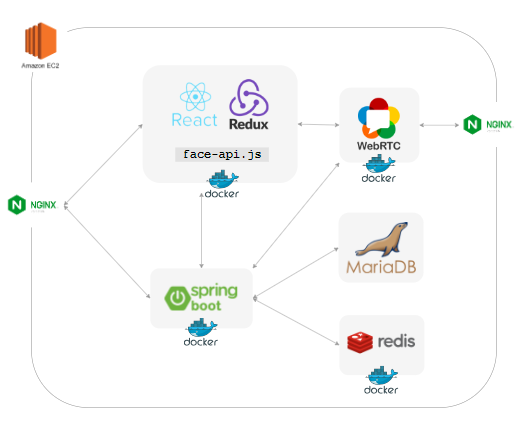 Amazon EC2
React
Redux
face-api.js
docker
WebRTC
docker
NGINX
NGINX
MariaDB
spring
boot
docker
redis
docker